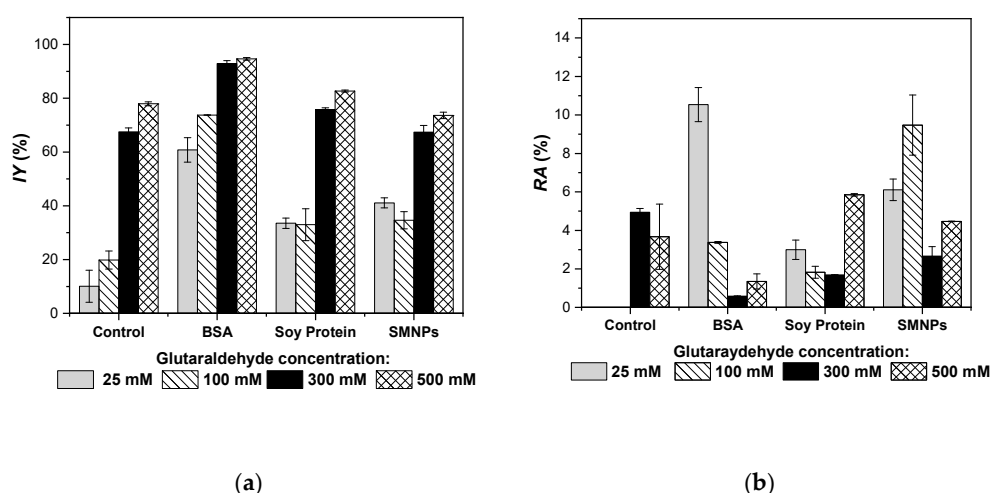 100
80
60
40
20
0
IY (%)
Control BSA Soy Protein SMNPs
Glutaraldehyde concentration:
25 mM 100 mM 300 mM 500 mM
(a)
14
12
10
8
6
4
2
0
RA (%)
Control BSA Soy Protein SMNPs
Glutaraydehyde concentration:
25 mM 100 mM 300 mM 500 mM
(b)